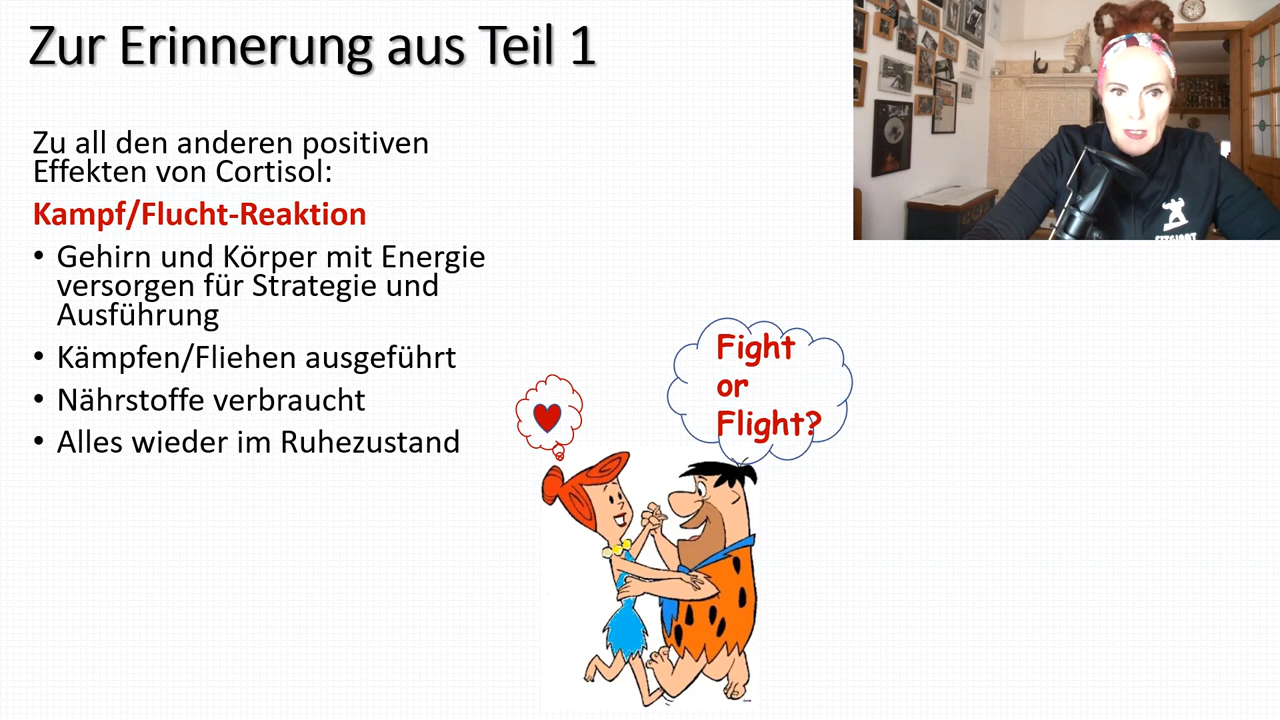 Zur Erinnerung aus Teil 1
Zu all den anderen positiven
Effekten von Cortisol:
Kampf/Flucht-Reaktion
• Gehirn und Körper mit Energie
versorgen für Strategie und
Ausführung
• Kämpfen/Fliehen ausgeführt
• Nährstoffe verbraucht
• Alles wieder im Ruhezustand
Fight
or
Flight?